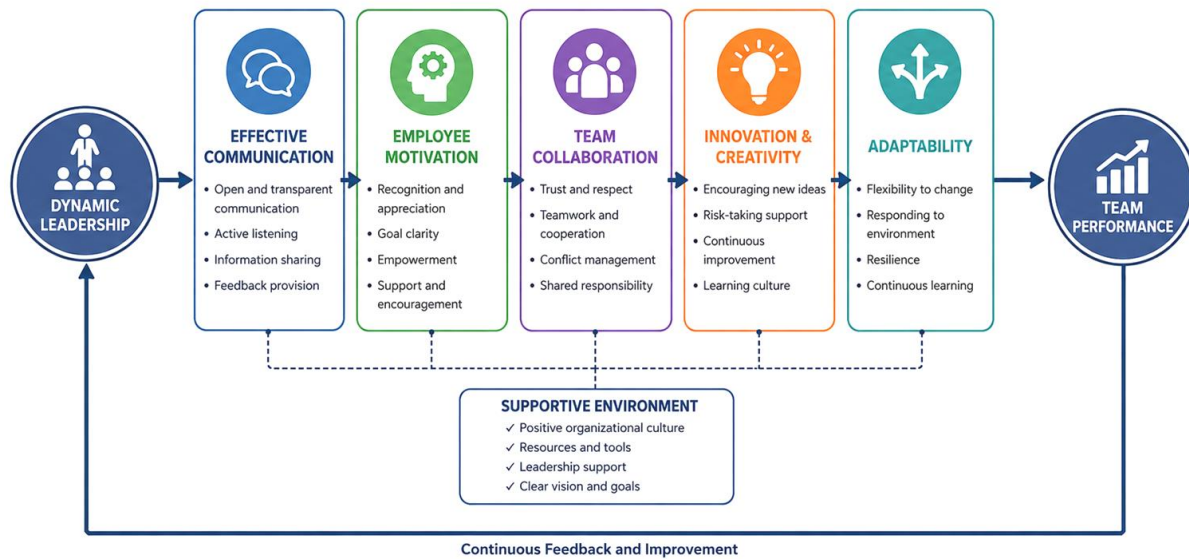 DYNAMIC
LEADERSHIP
EFFECTIVE
COMMUNICATION
• Open and transparent
communication
• Active listening
• Information sharing
• Feedback provision
EMPLOYEE
MOTIVATION
• Recognition and
appreciation
• Goal clarity
• Empowerment
• Support and
encouragement
TEAM
COLLABORATION
• Trust and respect
• Teamwork and
cooperation
• Conflict management
• Shared responsibility
INNOVATION &
CREATIVITY
• Encouraging new ideas
• Risk-taking support
• Continuous
improvement
• Learning culture
ADAPTABILITY
• Flexibility to change
• Responding to
environment
• Resilience
• Continuous learning
TEAM
PERFORMANCE
SUPPORTIVE ENVIRONMENT
✓ Positive organizational culture
✓ Resources and tools
✓ Leadership support
✓ Clear vision and goals
Continuous Feedback and Improvement